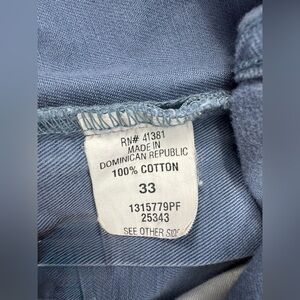 RN# 41381
MADE IN
DOMINICAN REPUBLIC
100% COTTON
33
1315779PF
25343
SEE OTHER SIDE